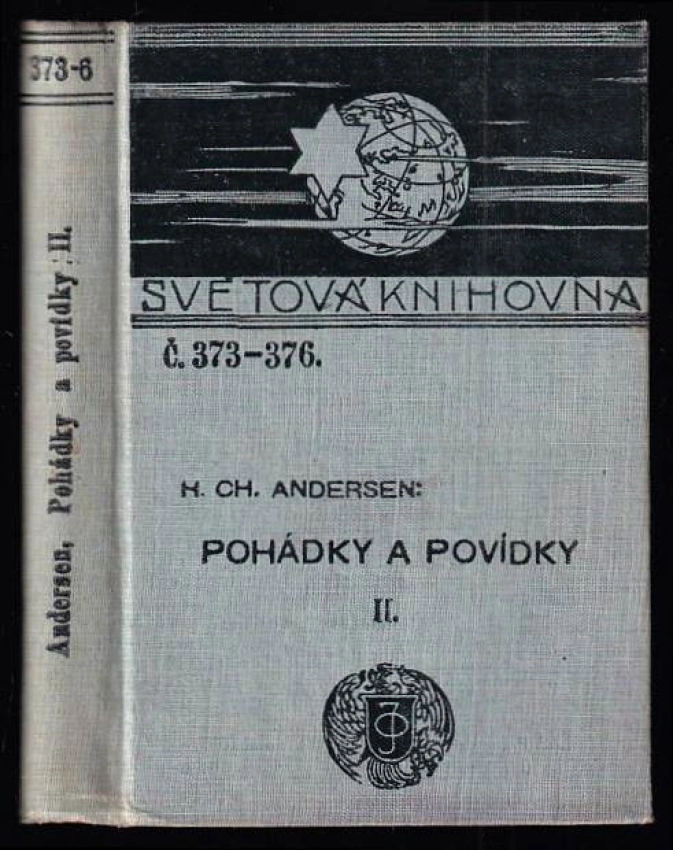 373-6
Andersen, Pohádky a povídky II.
SVĚTOVÁ KNIHOVNA
Č. 373-376.
H. CH. ANDERSEN:
POHÁDKY A POVÍDKY
II.